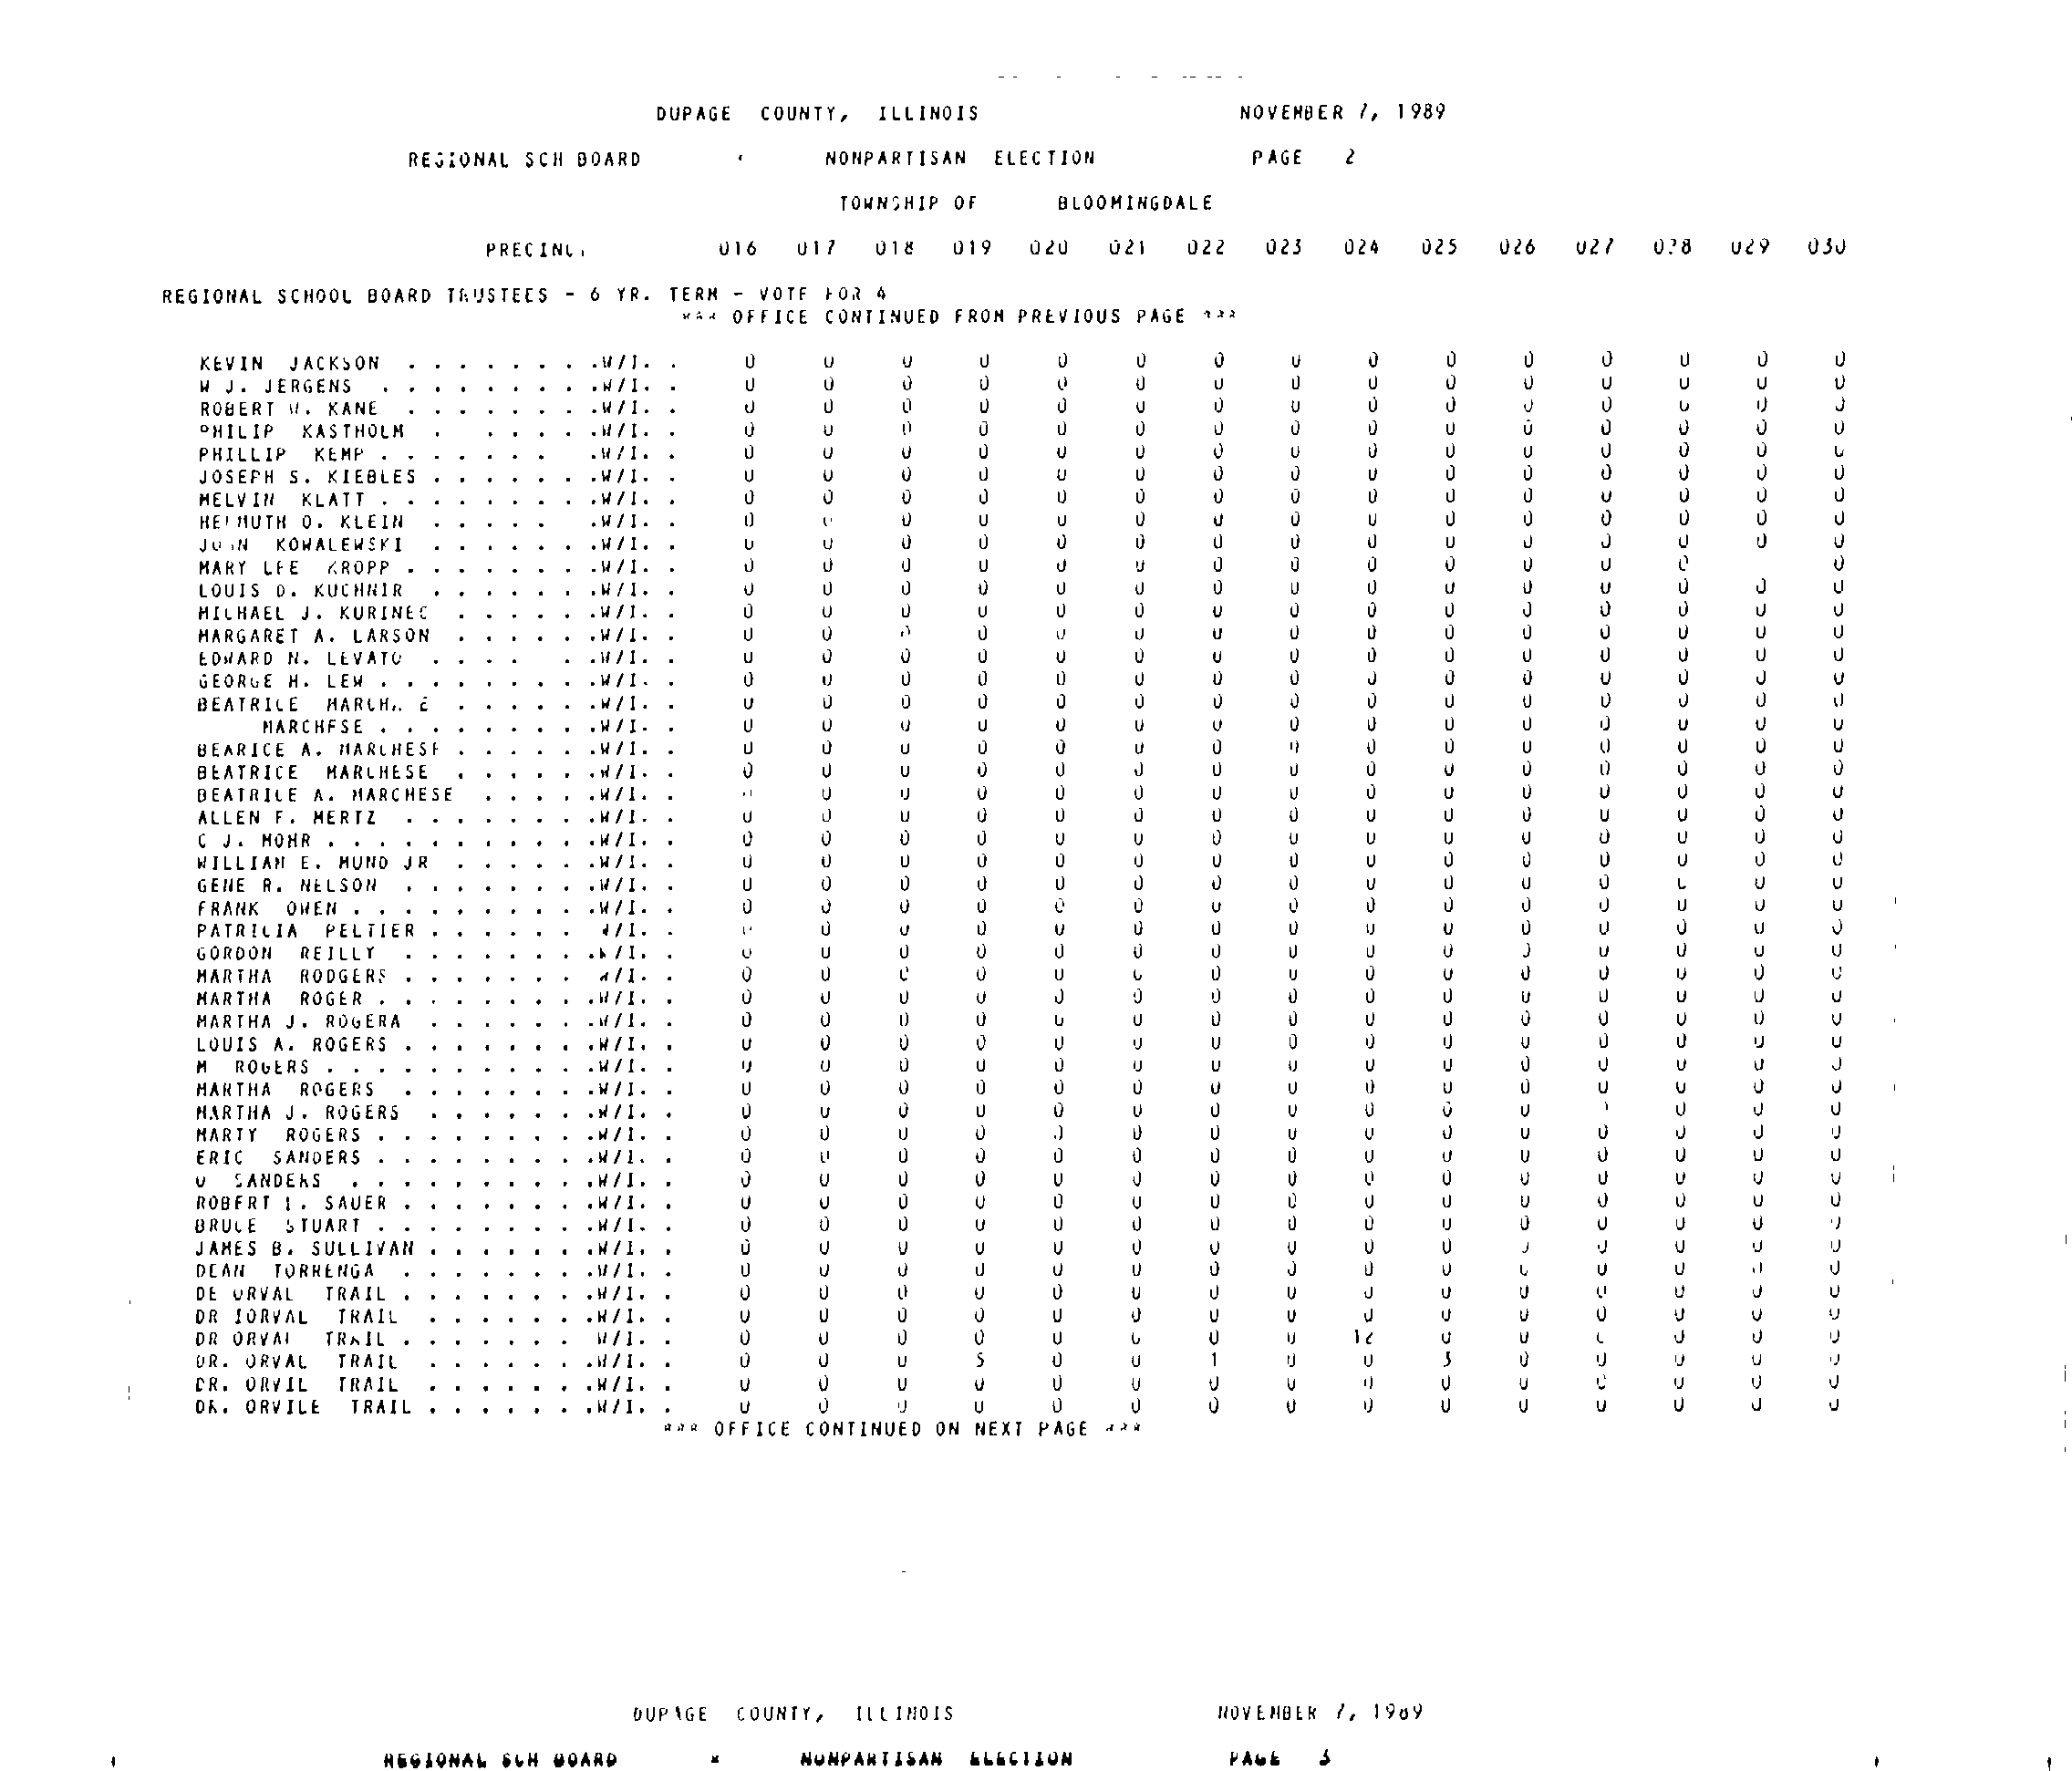 DUPAGE COUNTY, ILLINOIS NOVEMBER 7, 1989
REGIONAL SCH BOARD NONPARTISAN ELECTION PAGE 2
TOWNSHIP OF BLOOMINGDALE
PRECINCT 016 017 018 019 020 021 022 023 024 025 026 027 028 029 030
REGIONAL SCHOOL BOARD TRUSTEES - 6 YR. TERM - VOTE FOR 4
*** OFFICE CONTINUED FROM PREVIOUS PAGE ***
KEVIN JACKSON . . . . . . . .W/I. . 0 0 0 0 0 0 0 0 0 0 0 0 0 0 0
W J. JERGENS . . . . . . . . .W/I. . 0 0 0 0 0 0 0 0 0 0 0 0 0 0 0
ROBERT W. KANE . . . . . . . .W/I. . 0 0 0 0 0 0 0 0 0 0 0 0 0 0 0
PHILIP KASTHOLM . . . . . .W/I. . 0 0 0 0 0 0 0 0 0 0 0 0 0 0 0
PHILLIP KEMP . . . . . . . .W/I. . 0 0 0 0 0 0 0 0 0 0 0 0 0 0 0
JOSEPH S. KIEBLES . . . . . . .W/I. . 0 0 0 0 0 0 0 0 0 0 0 0 0 0 0
MELVIN KLATT . . . . . . . . .W/I. . 0 0 0 0 0 0 0 0 0 0 0 0 0 0 0
HELMUTH O. KLEIN . . . . . .W/I. . 0 0 0 0 0 0 0 0 0 0 0 0 0 0
JOHN KOWALEWSKI . . . . . . .W/I. . 0 0 0 0 0 0 0 0 0 0 0 0 0 0 0
MARY LEE KROPP . . . . . . . .W/I. . 0 0 0 0 0 0 0 0 0 0 0 0 0 0
LOUIS D. KUCHNIR . . . . . . .W/I. . 0 0 0 0 0 0 0 0 0 0 0 0 0 0 0
MICHAEL J. KURINEC . . . . . .W/I. . 0 0 0 0 0 0 0 0 0 0 0 0 0 0 0
MARGARET A. LARSON . . . . . .W/I. . 0 0 0 0 0 0 0 0 0 0 0 0 0 0 0
EDWARD N. LEVATO . . . . . .W/I. . 0 0 0 0 0 0 0 0 0 0 0 0 0 0 0
GEORGE H. LEW . . . . . . . . .W/I. . 0 0 0 0 0 0 0 0 0 0 0 0 0 0 0
BEATRICE . . . . . .W/I. . 0 0 0 0 0 0 0 0 0 0 0 0 0 0 0
MARCHESE . . . . . . . . .W/I. . 0 0 0 0 0 0 0 0 0 0 0 0 0 0 0
BEARICE A. MARCHESE . . . . . .W/I. . 0 0 0 0 0 0 0 0 0 0 0 0 0 0 0
BEATRICE MARCHESE . . . . . .W/I. . 0 0 0 0 0 0 0 0 0 0 0 0 0 0 0
BEATRICE A. MARCHESE . . . . .W/I. . 0 0 0 0 0 0 0 0 0 0 0 0 0 0
ALLEN F. MERTZ . . . . . . . .W/I. . 0 0 0 0 0 0 0 0 0 0 0 0 0 0 0
C J. MOHR . . . . . . . . . . .W/I. . 0 0 0 0 0 0 0 0 0 0 0 0 0 0 0
WILLIAM E. MUND JR . . . . . .W/I. . 0 0 0 0 0 0 0 0 0 0 0 0 0 0 0
GENE R. NELSON . . . . . . . .W/I. . 0 0 0 0 0 0 0 0 0 0 0 0 0 0 0
FRANK OWEN . . . . . . . . . .W/I. . 0 0 0 0 0 0 0 0 0 0 0 0 0 0 0
PATRICIA PELTIER . . . . . . W/I. . 0 0 0 0 0 0 0 0 0 0 0 0 0 0 0
GORDON REILLY . . . . . . . .W/I. . 0 0 0 0 0 0 0 0 0 0 0 0 0 0 0
MARTHA RODGERS . . . . . . . W/I. . 0 0 0 0 0 0 0 0 0 0 0 0 0 0 0
MARTHA ROGER . . . . . . . . .W/I. . 0 0 0 0 0 0 0 0 0 0 0 0 0 0 0
MARTHA J. ROGERA . . . . . . .W/I. . 0 0 0 0 0 0 0 0 0 0 0 0 0 0 0
LOUIS A. ROGERS . . . . . . . .W/I. . 0 0 0 0 0 0 0 0 0 0 0 0 0 0 0
M ROGERS . . . . . . . . . . .W/I. . 0 0 0 0 0 0 0 0 0 0 0 0 0 0 0
MARTHA ROGERS . . . . . . . .W/I. . 0 0 0 0 0 0 0 0 0 0 0 0 0 0 0
MARTHA J. ROGERS . . . . . . .W/I. . 0 0 0 0 0 0 0 0 0 0 0 0 0 0
MARTY ROGERS . . . . . . . . .W/I. . 0 0 0 0 0 0 0 0 0 0 0 0 0 0 0
ERIC SANDERS . . . . . . . . .W/I. . 0 0 0 0 0 0 0 0 0 0 0 0 0 0 0
SANDERS . . . . . . . . . .W/I. . 0 0 0 0 0 0 0 0 0 0 0 0 0 0 0
ROBERT SAUER . . . . . . . .W/I. . 0 0 0 0 0 0 0 0 0 0 0 0 0 0 0
BRUCE STUART . . . . . . . . .W/I. . 0 0 0 0 0 0 0 0 0 0 0 0 0 0 0
JAMES B. SULLIVAN . . . . . . .W/I. . 0 0 0 0 0 0 0 0 0 0 0 0 0 0 0
DEAN TORRENGA . . . . . . . .W/I. . 0 0 0 0 0 0 0 0 0 0 0 0 0 0 0
DE ORVAL TRAIL . . . . . . . .W/I. . 0 0 0 0 0 0 0 0 0 0 0 0 0 0 0
DR IORVAL TRAIL . . . . . . .W/I. . 0 0 0 0 0 0 0 0 0 0 0 0 0 0 0
DR ORVAL TRAIL . . . . . . . W/I. . 0 0 0 0 0 0 0 0 12 0 0 0 0 0 0
DR. ORVAL TRAIL . . . . . . .W/I. . 0 0 0 5 0 0 1 0 0 3 0 0 0 0 0
DR. ORVIL TRAIL . . . . . . .W/I. . 0 0 0 0 0 0 0 0 0 0 0 0 0 0 0
DR. ORVILE TRAIL . . . . . . .W/I. . 0 0 0 0 0 0 0 0 0 0 0 0 0 0 0
*** OFFICE CONTINUED ON NEXT PAGE ***
DUPAGE COUNTY, ILLINOIS NOVEMBER 7, 1989
REGIONAL SCH BOARD * NONPARTISAN ELECTION PAGE 3